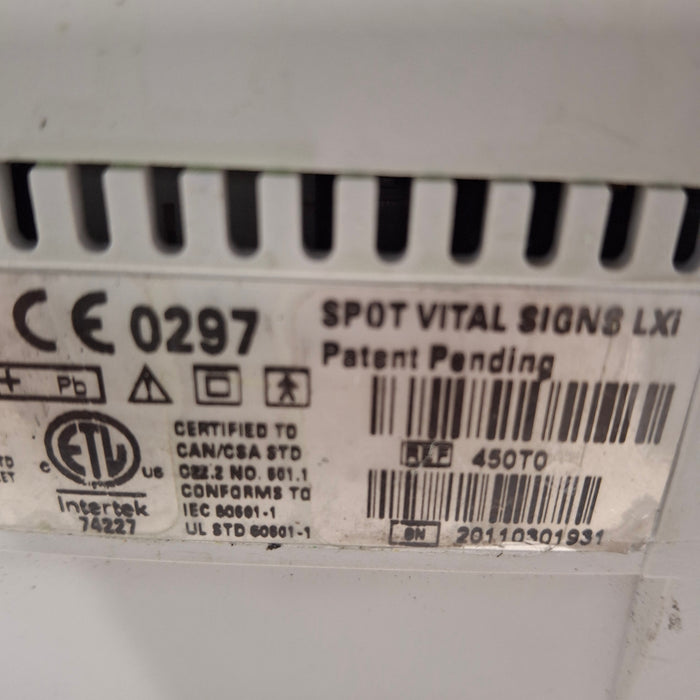 CE 0297
+ Pb
ETL
C US
Intertek
74227
CERTIFIED TO
CAN/CSA STD
C22.2 NO. 601.1
CONFORMS TO
IEC 60601-1
UL STD 60601-1
SPOT VITAL SIGNS LXi
Patent Pending
REF 450T0
SN 20110301931